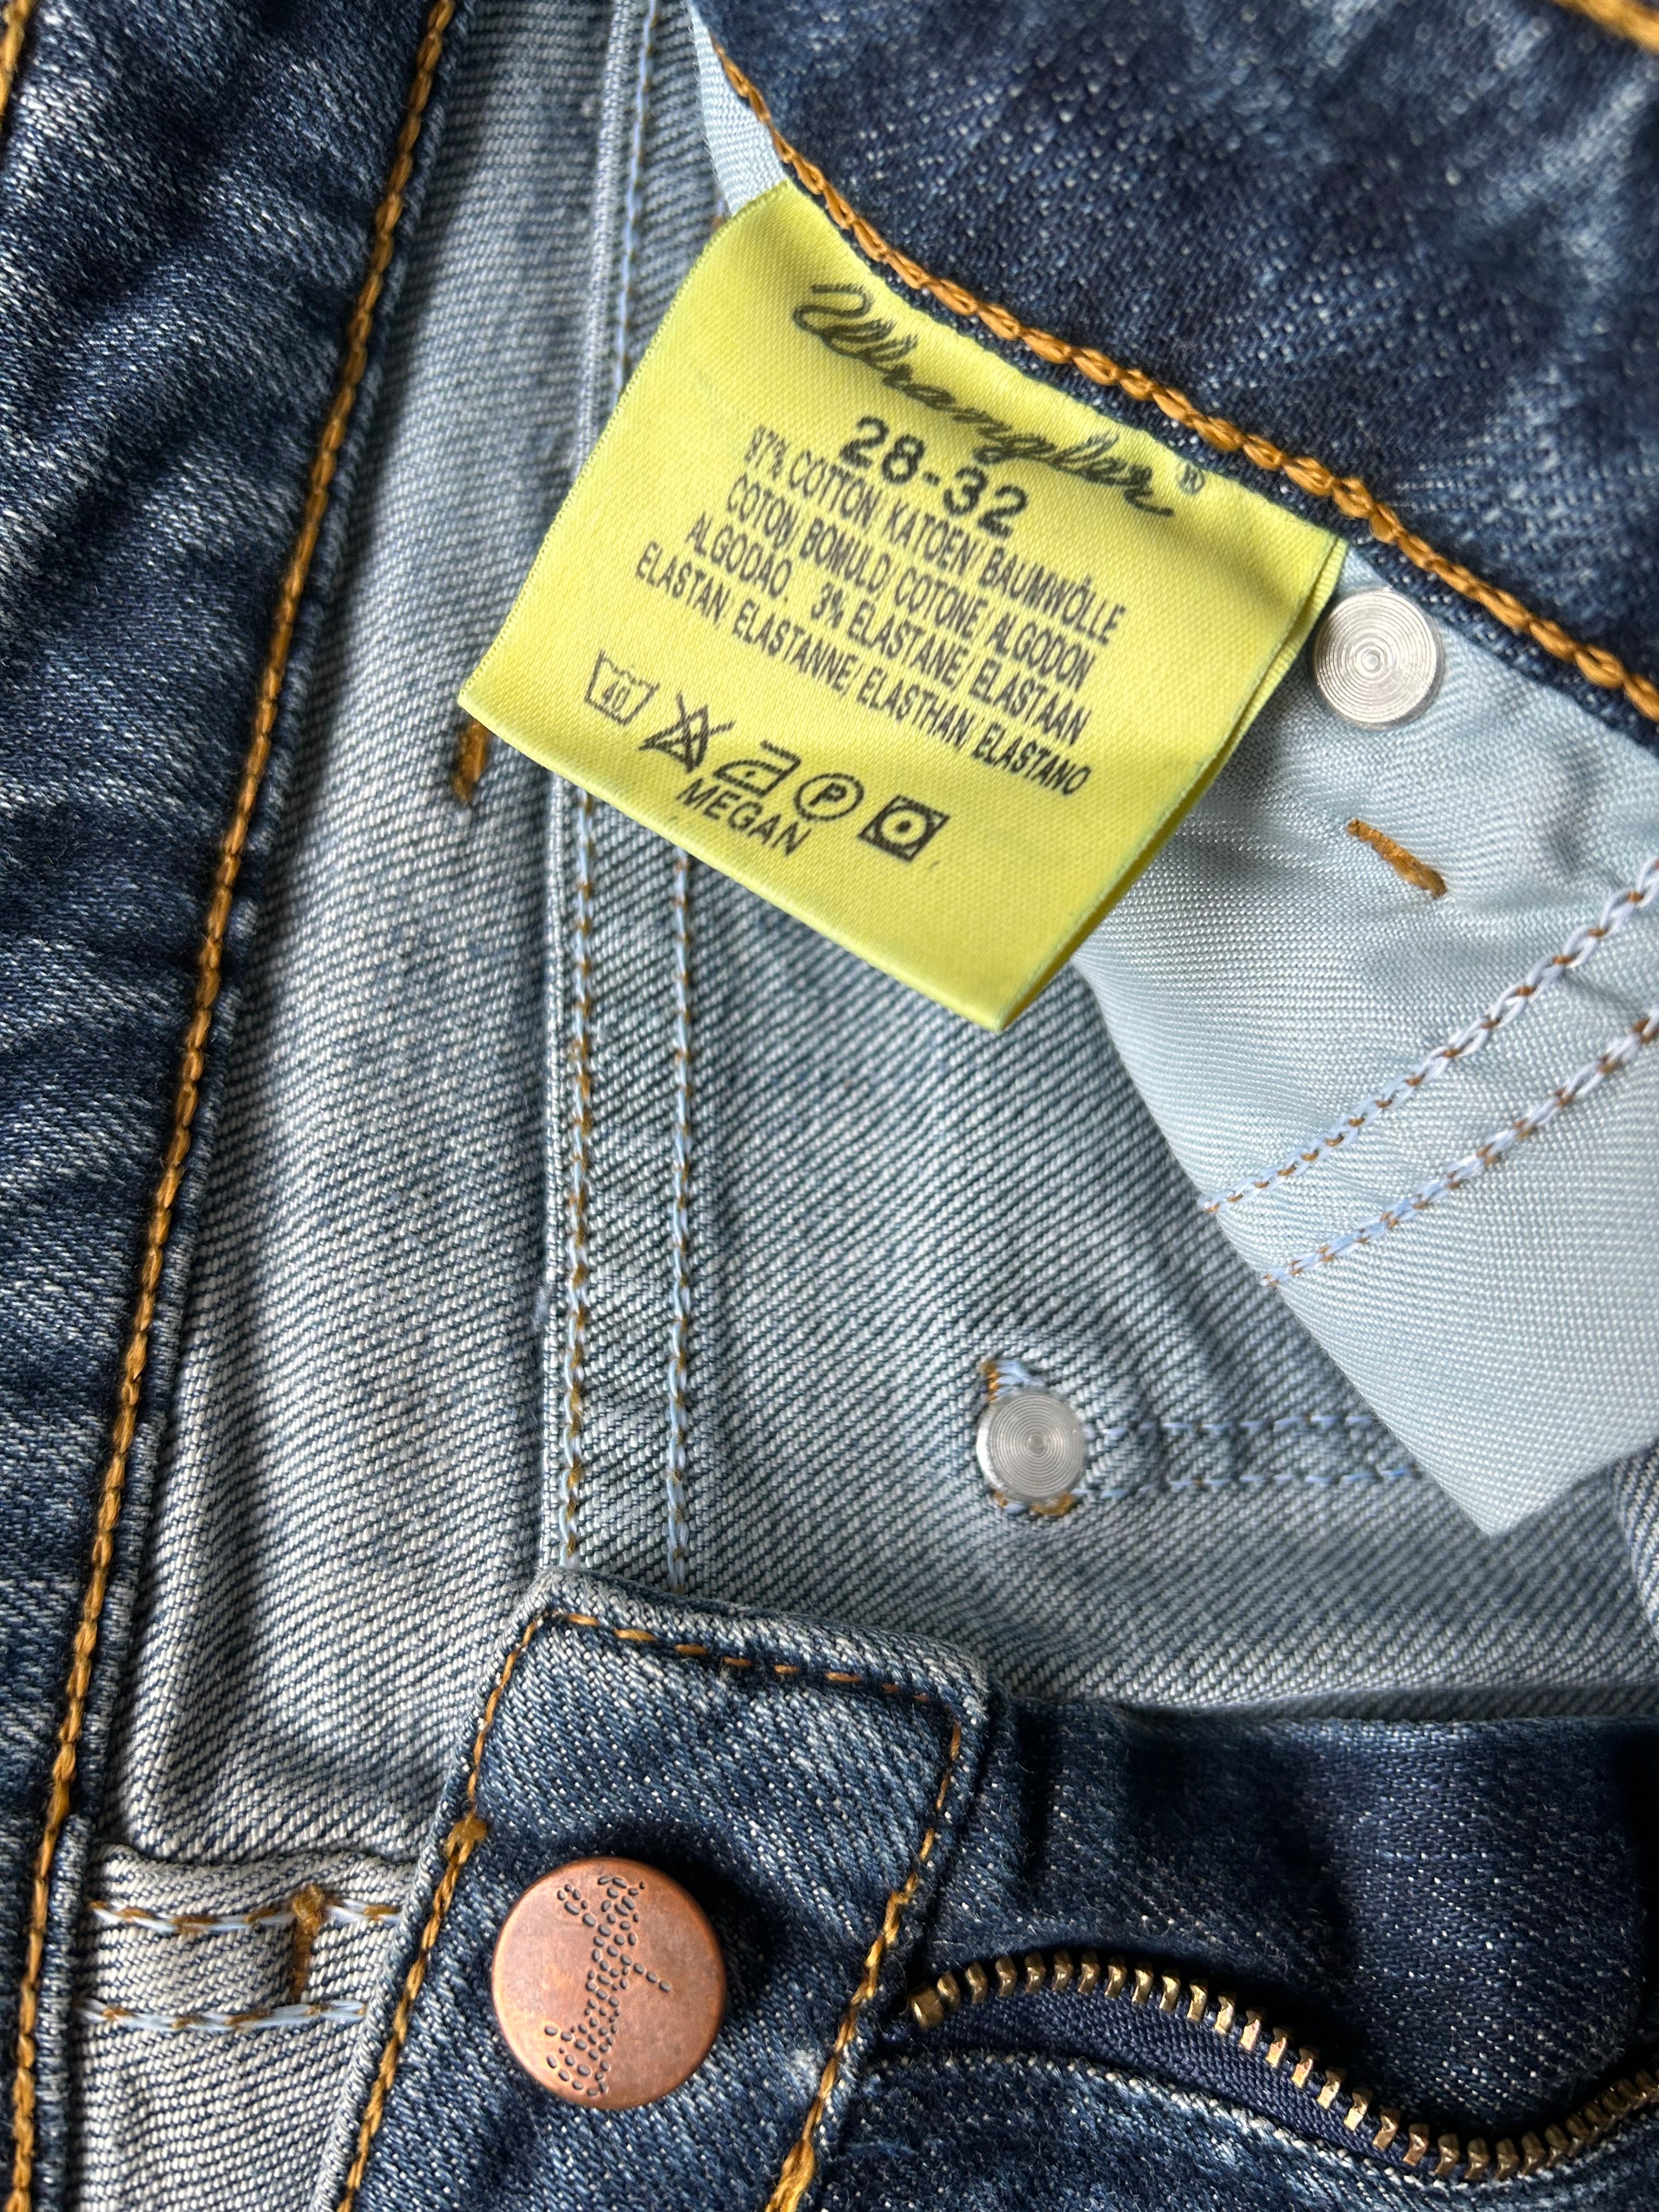 Wrangler®
28-32
97% COTTON/ KATOEN/ BAUMWOLLE
COTON/ BOMULD/ COTONE/ ALGODON
ALGODAO. 3% ELASTANE/ ELASTAAN
ELASTAN/ ELASTANNE/ ELASTHAN/ ELASTANO
40
P
MEGAN